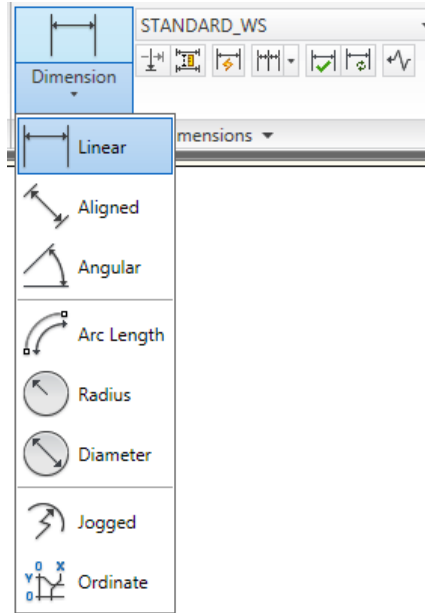 STANDARD_WS
Dimension
mensions
Linear
Aligned
Angular
Arc Length
Radius
Diameter
Jogged
O X
Y
O
Ordinate